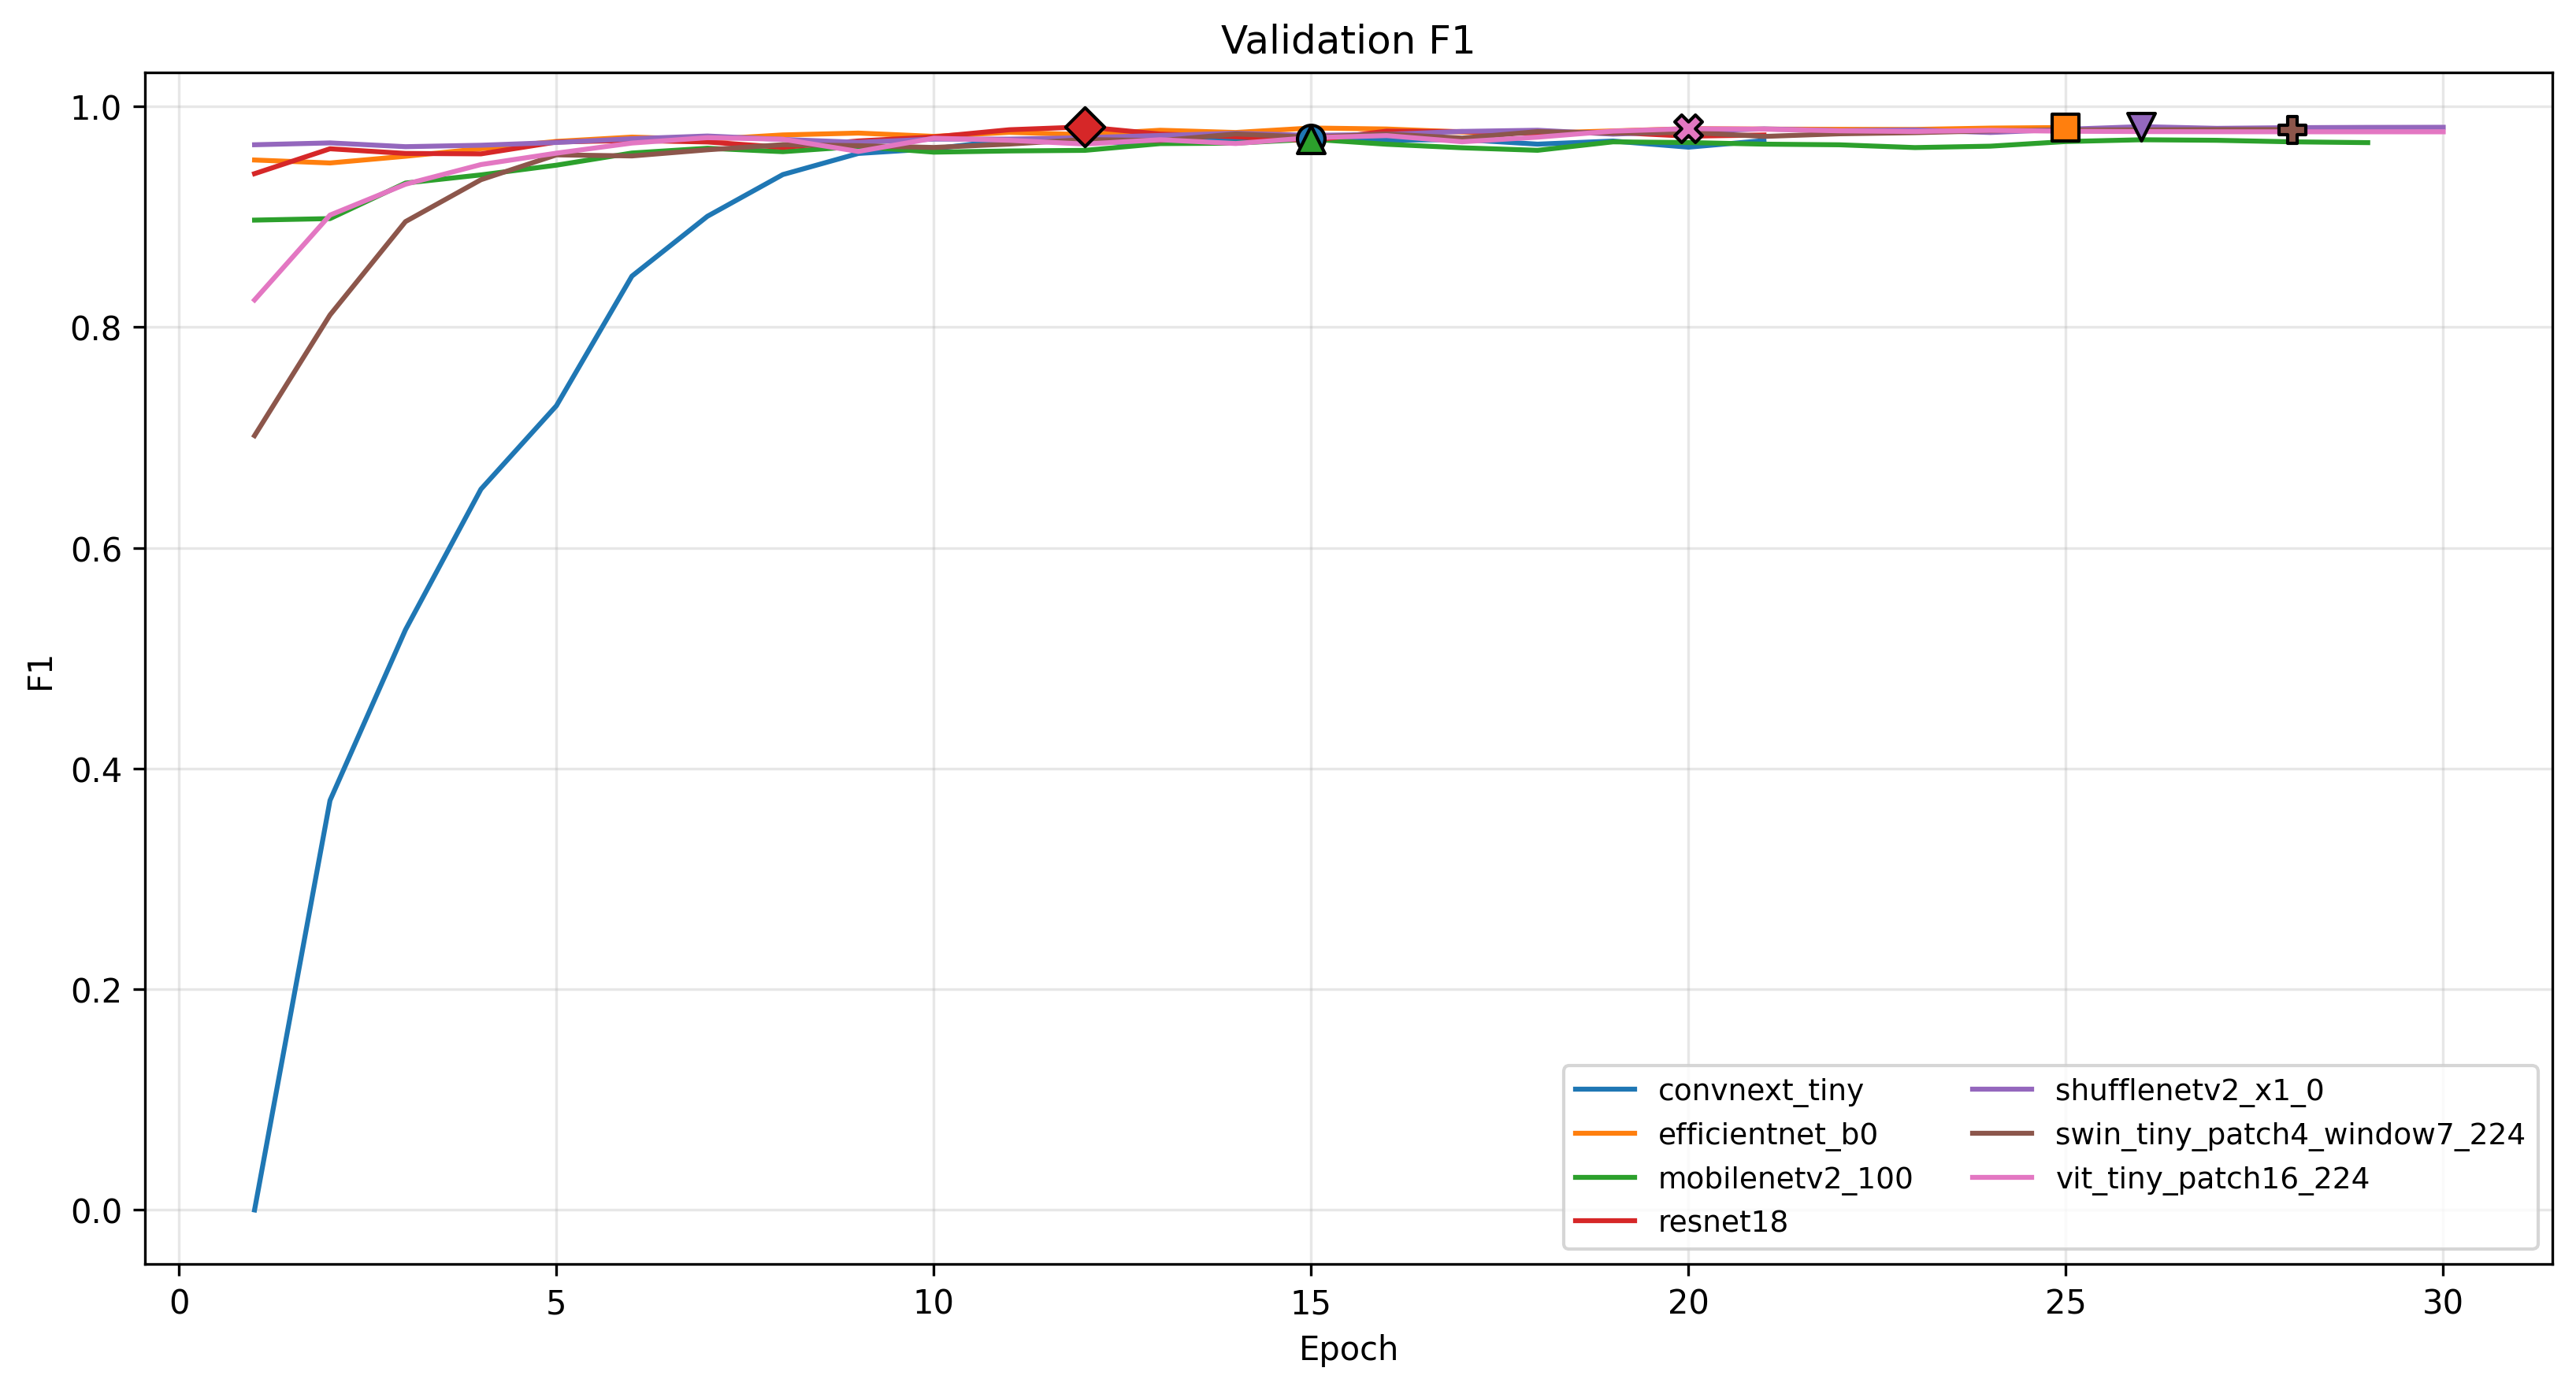 Validation F1
1.0
0.8
0.6
0.4
0.2
0.0
F1
0
5
10
15
20
25
30
Epoch
convnext_tiny
efficientnet_b0
mobilenetv2_100
resnet18
shufflenetv2_x1_0
swin_tiny_patch4_window7_224
vit_tiny_patch16_224